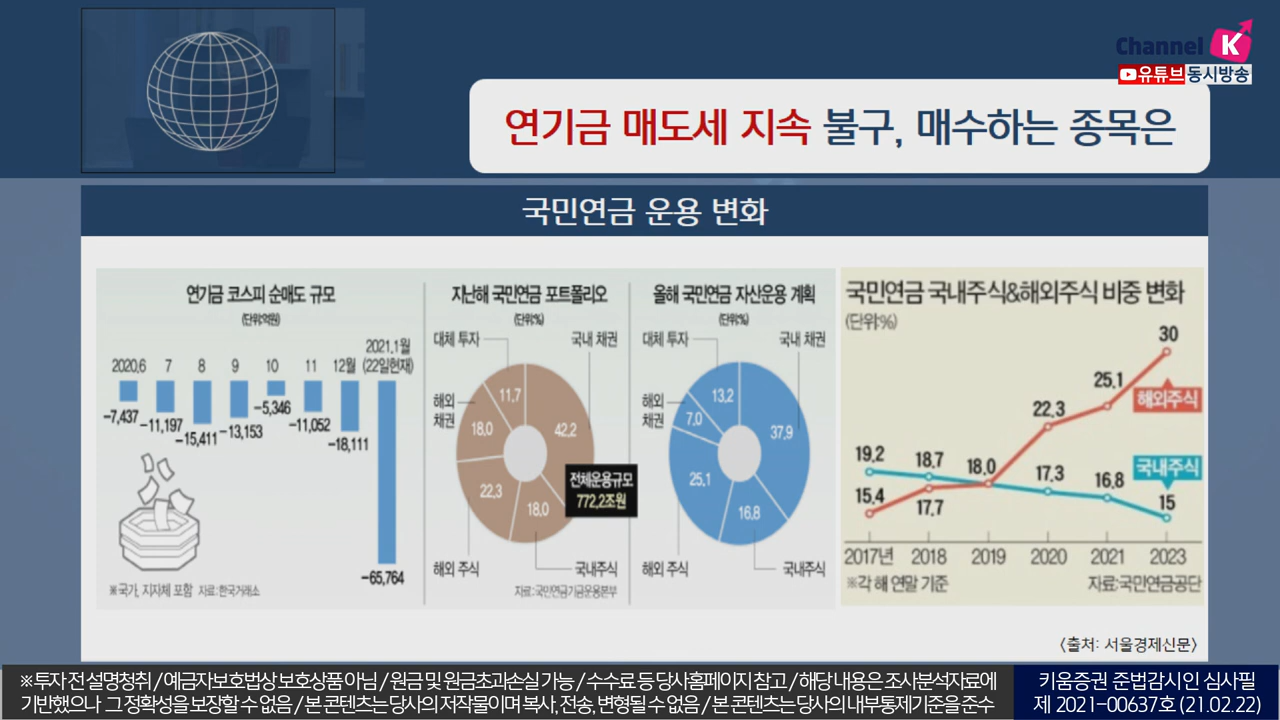 Channel K
유튜브동시방송
연기금 매도세 지속 불구, 매수하는 종목은
국민연금 운용 변화
연기금 코스피 순매도 규모
(단위:억원)
2020.6 7 8 9 10 11 12월 2021.1월
(22일현재)
-7,437
-11,197
-15,411
-13,153
-5,346
-11,052
-18,111
-65,764
※국가, 지자체 포함 자료:한국거래소
지난해 국민연금 포트폴리오
(단위:%)
대체 투자
국내 채권
해외
채권
11.7
18.0
42.2
22.3
18.0
전체운용규모
772.2조원
해외 주식
국내주식
자료:국민연금기금운용본부
올해 국민연금 자산운용 계획
(단위:%)
대체 투자
국내 채권
해외
채권
13.2
7.0
37.9
25.1
16.8
해외 주식
국내주식
국민연금 국내주식&해외주식 비중 변화
(단위:%)
30
25.1
해외주식
22.3
19.2 18.7 18.0 17.3 16.8
국내주식
15
15.4 17.7
2017년 2018 2019 2020 2021 2023
※각 해 연말 기준 자료:국민연금공단
<출처: 서울경제신문>
※투자 전 설명청취 / 예금자보호법상 보호상품 아님 / 원금 및 원금초과손실 가능 / 수수료 등 당사홈페이지 참고 / 해당 내용은 조사분석자료에
기반했으나 그 정확성을 보장할 수 없음 / 본 콘텐츠는 당사의 저작물이며 복사, 전송, 변형될 수 없음 / 본 콘텐츠는 당사의 내부통제기준을 준수
키움증권 준법감시인 심사필
제 2021-00637호 (21.02.22)